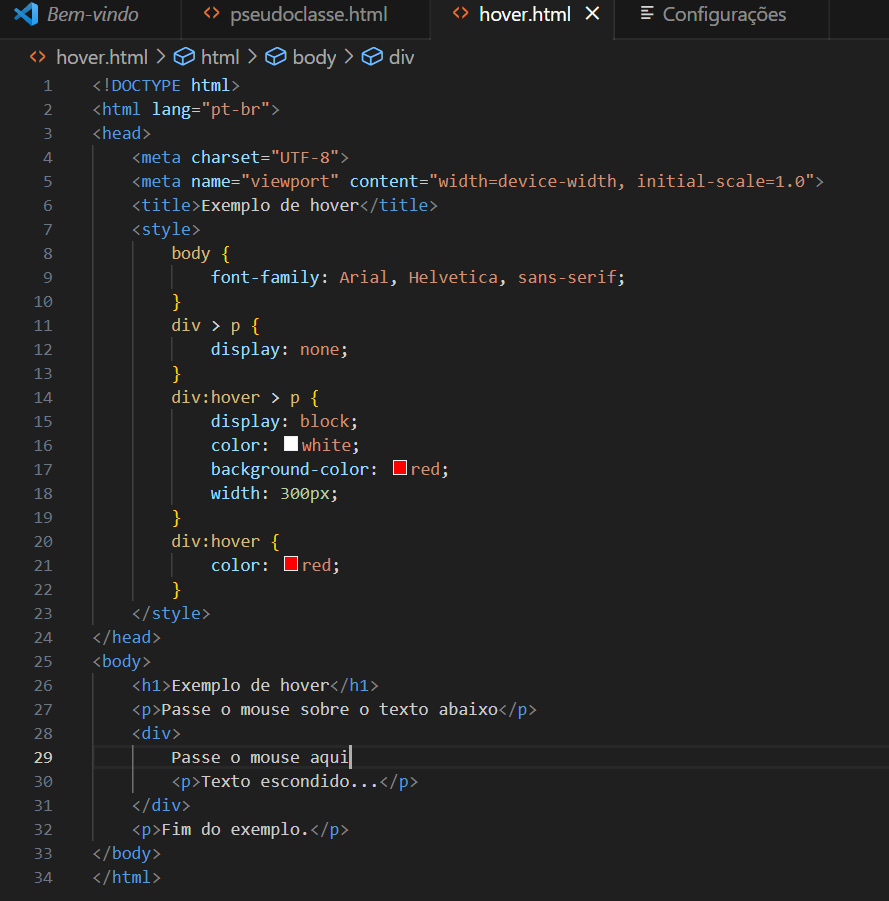 Bem-vindo <> pseudoclasse.html <> hover.html × Configurações
<> hover.html > html > body > div
1 <!DOCTYPE html>
2 <html lang="pt-br">
3 <head>
4 <meta charset="UTF-8">
5 <meta name="viewport" content="width=device-width, initial-scale=1.0">
6 <title>Exemplo de hover</title>
7 <style>
8 body {
9 font-family: Arial, Helvetica, sans-serif;
10 }
11 div > p {
12 display: none;
13 }
14 div:hover > p {
15 display: block;
16 color: white;
17 background-color: red;
18 width: 300px;
19 }
20 div:hover {
21 color: red;
22 }
23 </style>
24 </head>
25 <body>
26 <h1>Exemplo de hover</h1>
27 <p>Passe o mouse sobre o texto abaixo</p>
28 <div>
29 Passe o mouse aqui
30 <p>Texto escondido...</p>
31 </div>
32 <p>Fim do exemplo.</p>
33 </body>
34 </html>